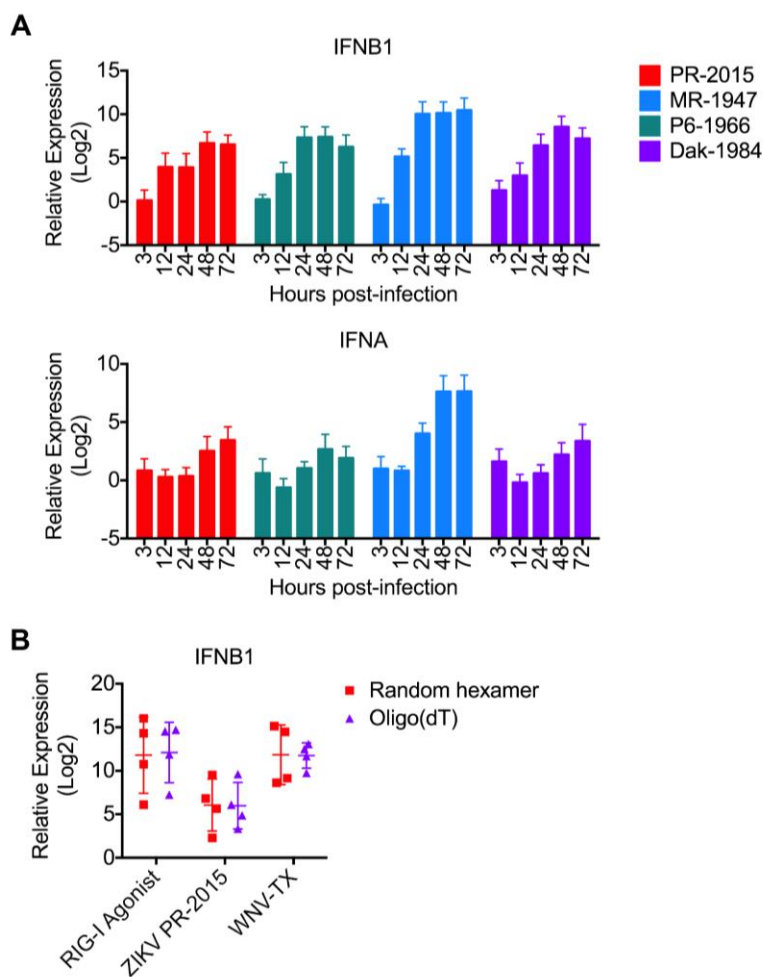 A
IFNB1
15
10
5
0
-5
Relative Expression
(Log2)
3 12 24 48 72 3 12 24 48 72 3 12 24 48 72 3 12 24 48 72
Hours post-infection
PR-2015
MR-1947
P6-1966
Dak-1984
IFNA
10
5
0
-5
Relative Expression
(Log2)
3 12 24 48 72 3 12 24 48 72 3 12 24 48 72 3 12 24 48 72
Hours post-infection
B
IFNB1
20
15
10
5
0
Relative Expression
(Log2)
RIG-I Agonist
ZIKV PR-2015
WNV-TX
Random hexamer
Oligo(dT)